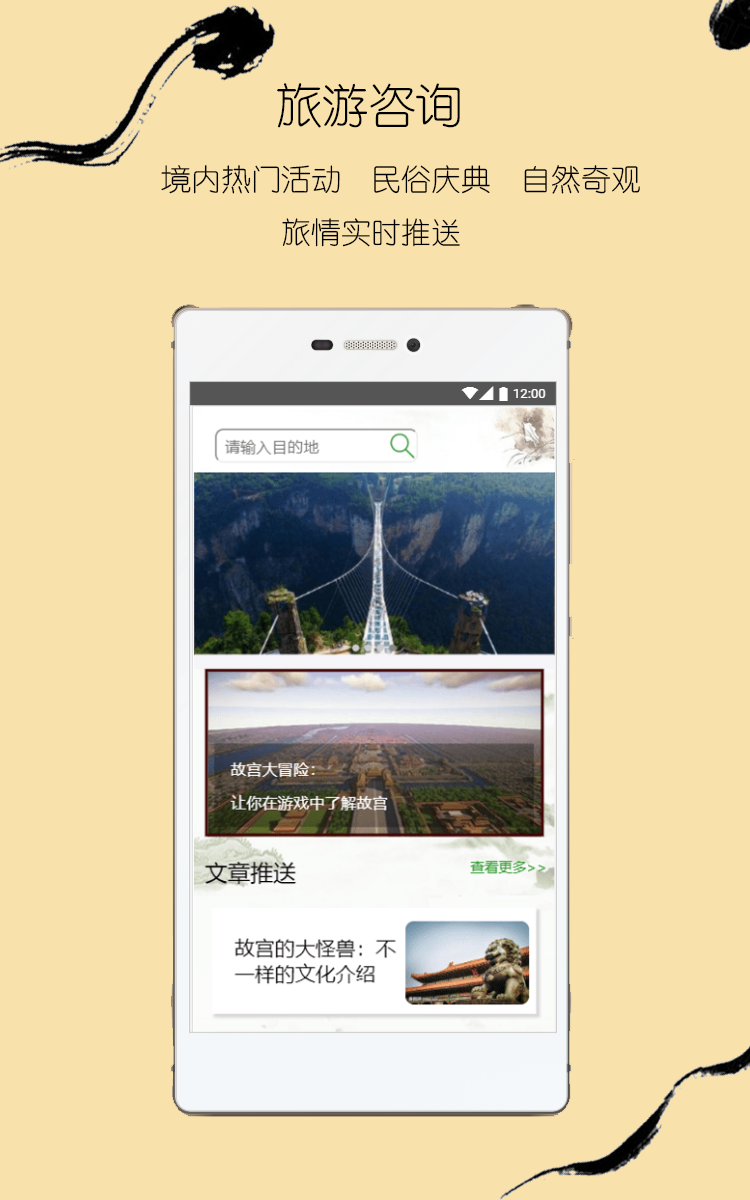 旅游咨询
境内热门活动 民俗庆典 自然奇观
旅情实时推送
12:00
请输入目的地
故宫大冒险：
让你在游戏中了解故宫
文章推送
查看更多>>
故宫的大怪兽：不
一样的文化介绍